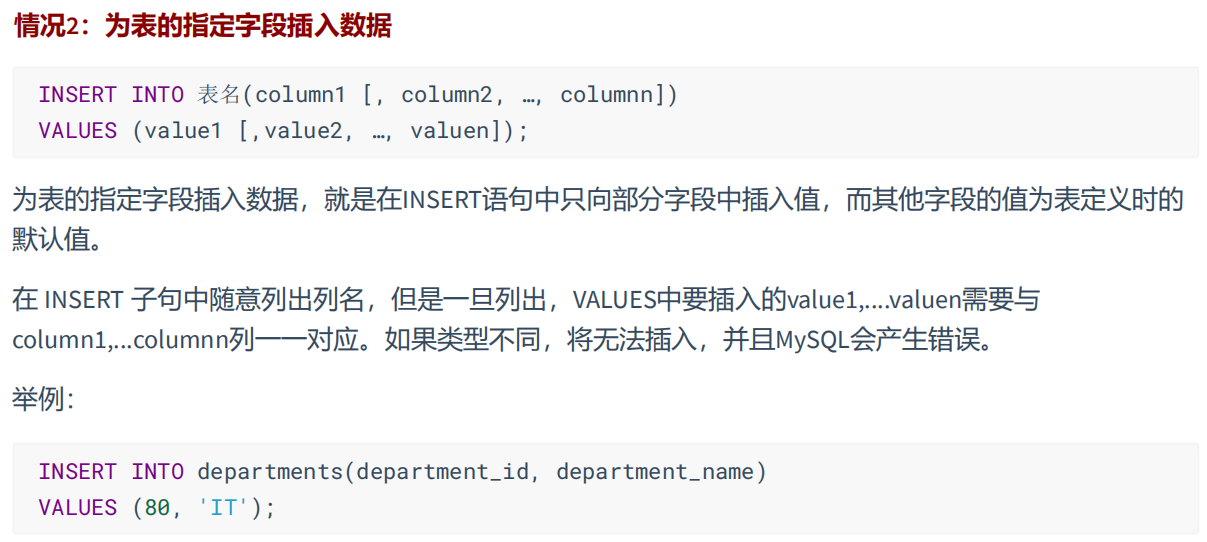 情况2：为表的指定字段插入数据
INSERT INTO 表名(column1 [, column2, …, columnn])
VALUES (value1 [,value2, …, valuen]);
为表的指定字段插入数据，就是在INSERT语句中只向部分字段中插入值，而其他字段的值为表定义时的
默认值。
在 INSERT 子句中随意列出列名，但是一旦列出，VALUES中要插入的value1,....valuen需要与
column1,...columnn列一一对应。如果类型不同，将无法插入，并且MySQL会产生错误。
举例：
INSERT INTO departments(department_id, department_name)
VALUES (80, 'IT');